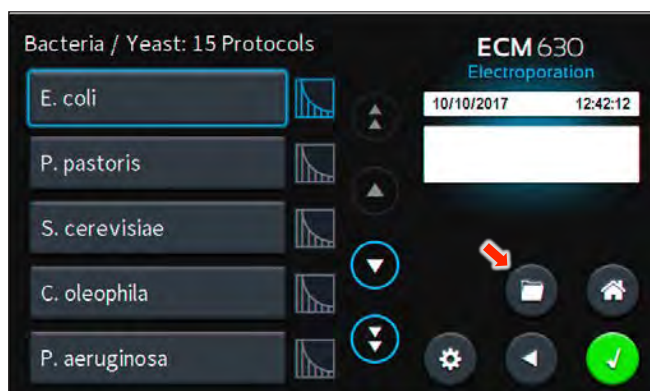 Bacteria / Yeast: 15 Protocols
E. coli
P. pastoris
S. cerevisiae
C. oleophila
P. aeruginosa
ECM 630
Electroporation
10/10/2017 12:42:12